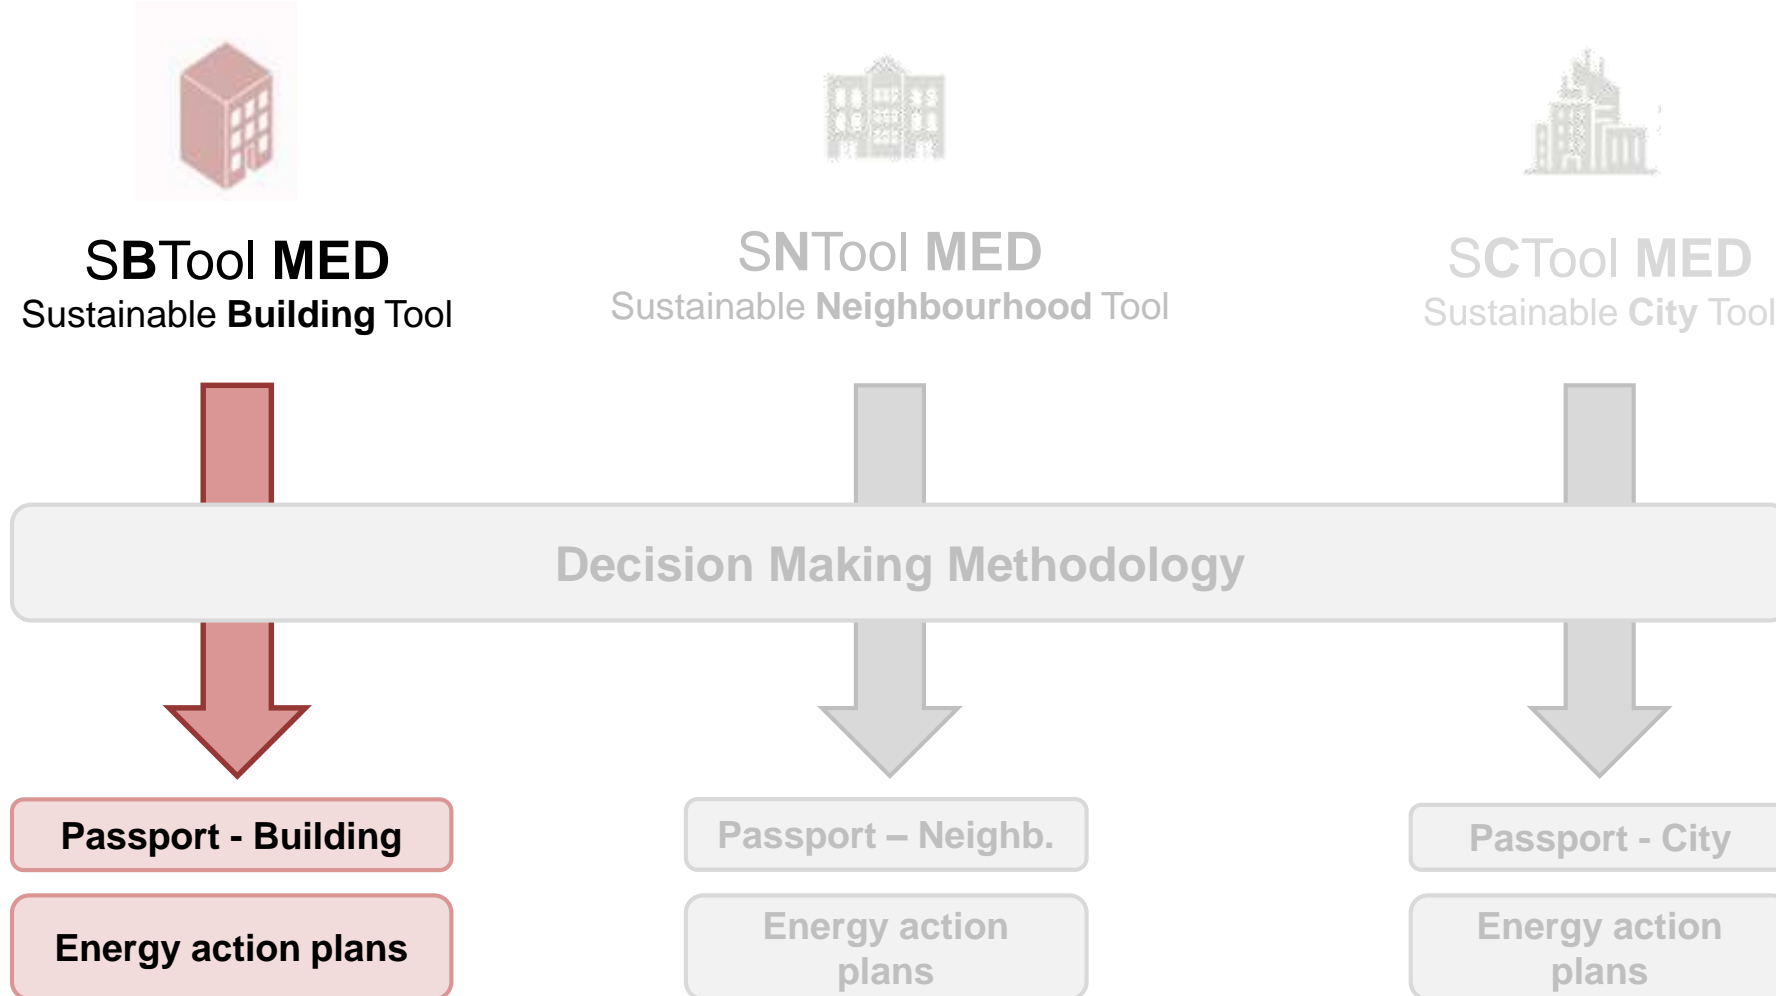 SBTool MED
Sustainable Building Tool
SNTool MED
Sustainable Neighbourhood Tool
SCTool MED
Sustainable City Tool
Decision Making Methodology
Passport - Building
Passport – Neighb.
Passport - City
Energy action plans
Energy action
plans
Energy action
plans